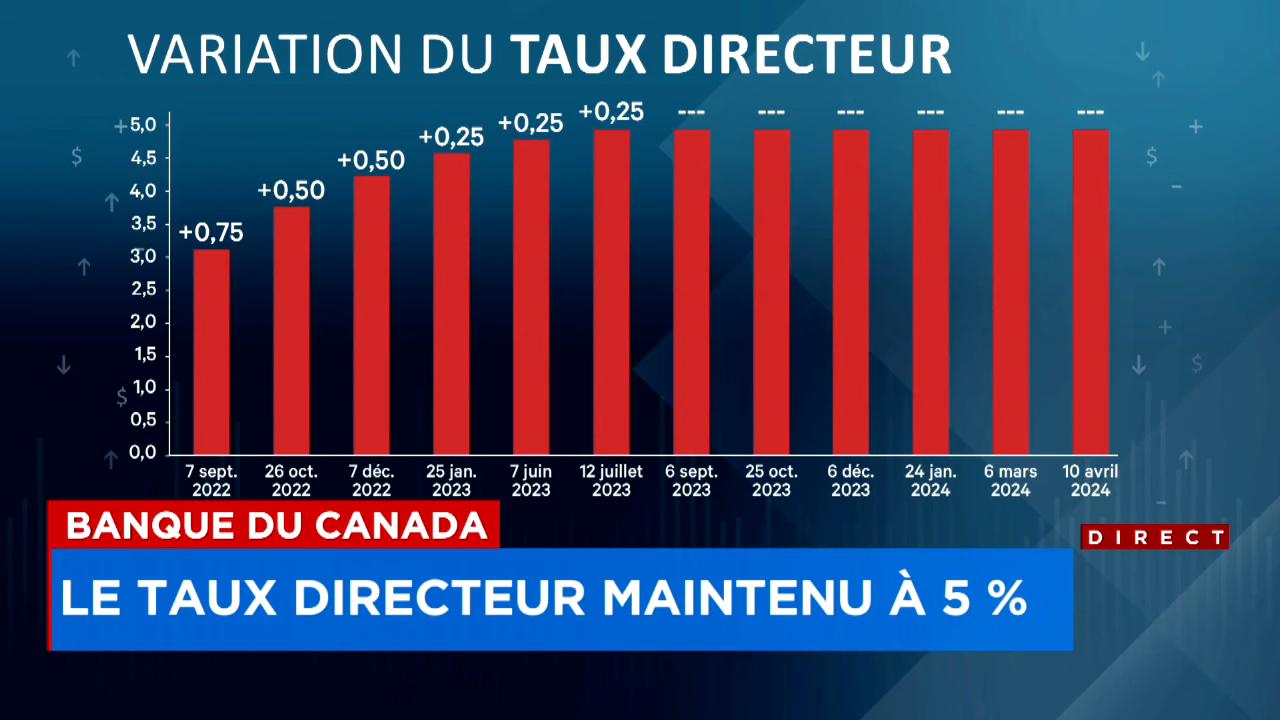 VARIATION DU TAUX DIRECTEUR
+0,75
+0,50
+0,50
+0,25
+0,25
+0,25
---
---
---
---
---
---
5,0
4,5
4,0
3,5
3,0
2,5
2,0
1,5
1,0
0,5
0,0
7 sept. 2022
26 oct. 2022
7 déc. 2022
25 jan. 2023
7 juin 2023
12 juillet 2023
6 sept. 2023
25 oct. 2023
6 déc. 2023
24 jan. 2024
6 mars 2024
10 avril 2024
BANQUE DU CANADA
DIRECT
LE TAUX DIRECTEUR MAINTENU À 5 %